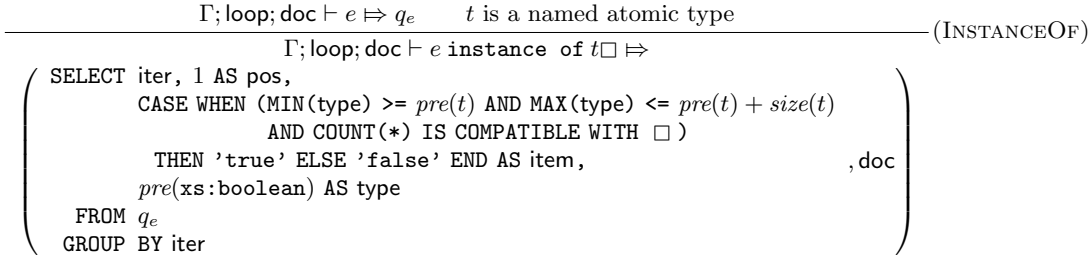 Γ; loop; doc ⊢ e ⤇ qₑ t is a named atomic type
(INSTANCEOF)
Γ; loop; doc ⊢ e instance of t□ ⤇
SELECT iter, 1 AS pos,
CASE WHEN (MIN(type) >= pre(t) AND MAX(type) <= pre(t) + size(t)
AND COUNT(*) IS COMPATIBLE WITH □ )
THEN 'true' ELSE 'false' END AS item, , doc
pre(xs:boolean) AS type
FROM qₑ
GROUP BY iter